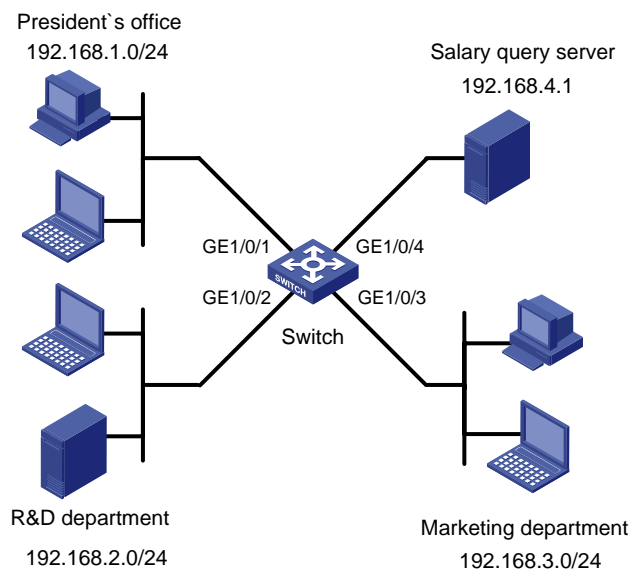 President`s office
192.168.1.0/24
Salary query server
192.168.4.1
GE1/0/1
GE1/0/4
GE1/0/2
GE1/0/3
SWITCH
Switch
R&D department
192.168.2.0/24
Marketing department
192.168.3.0/24